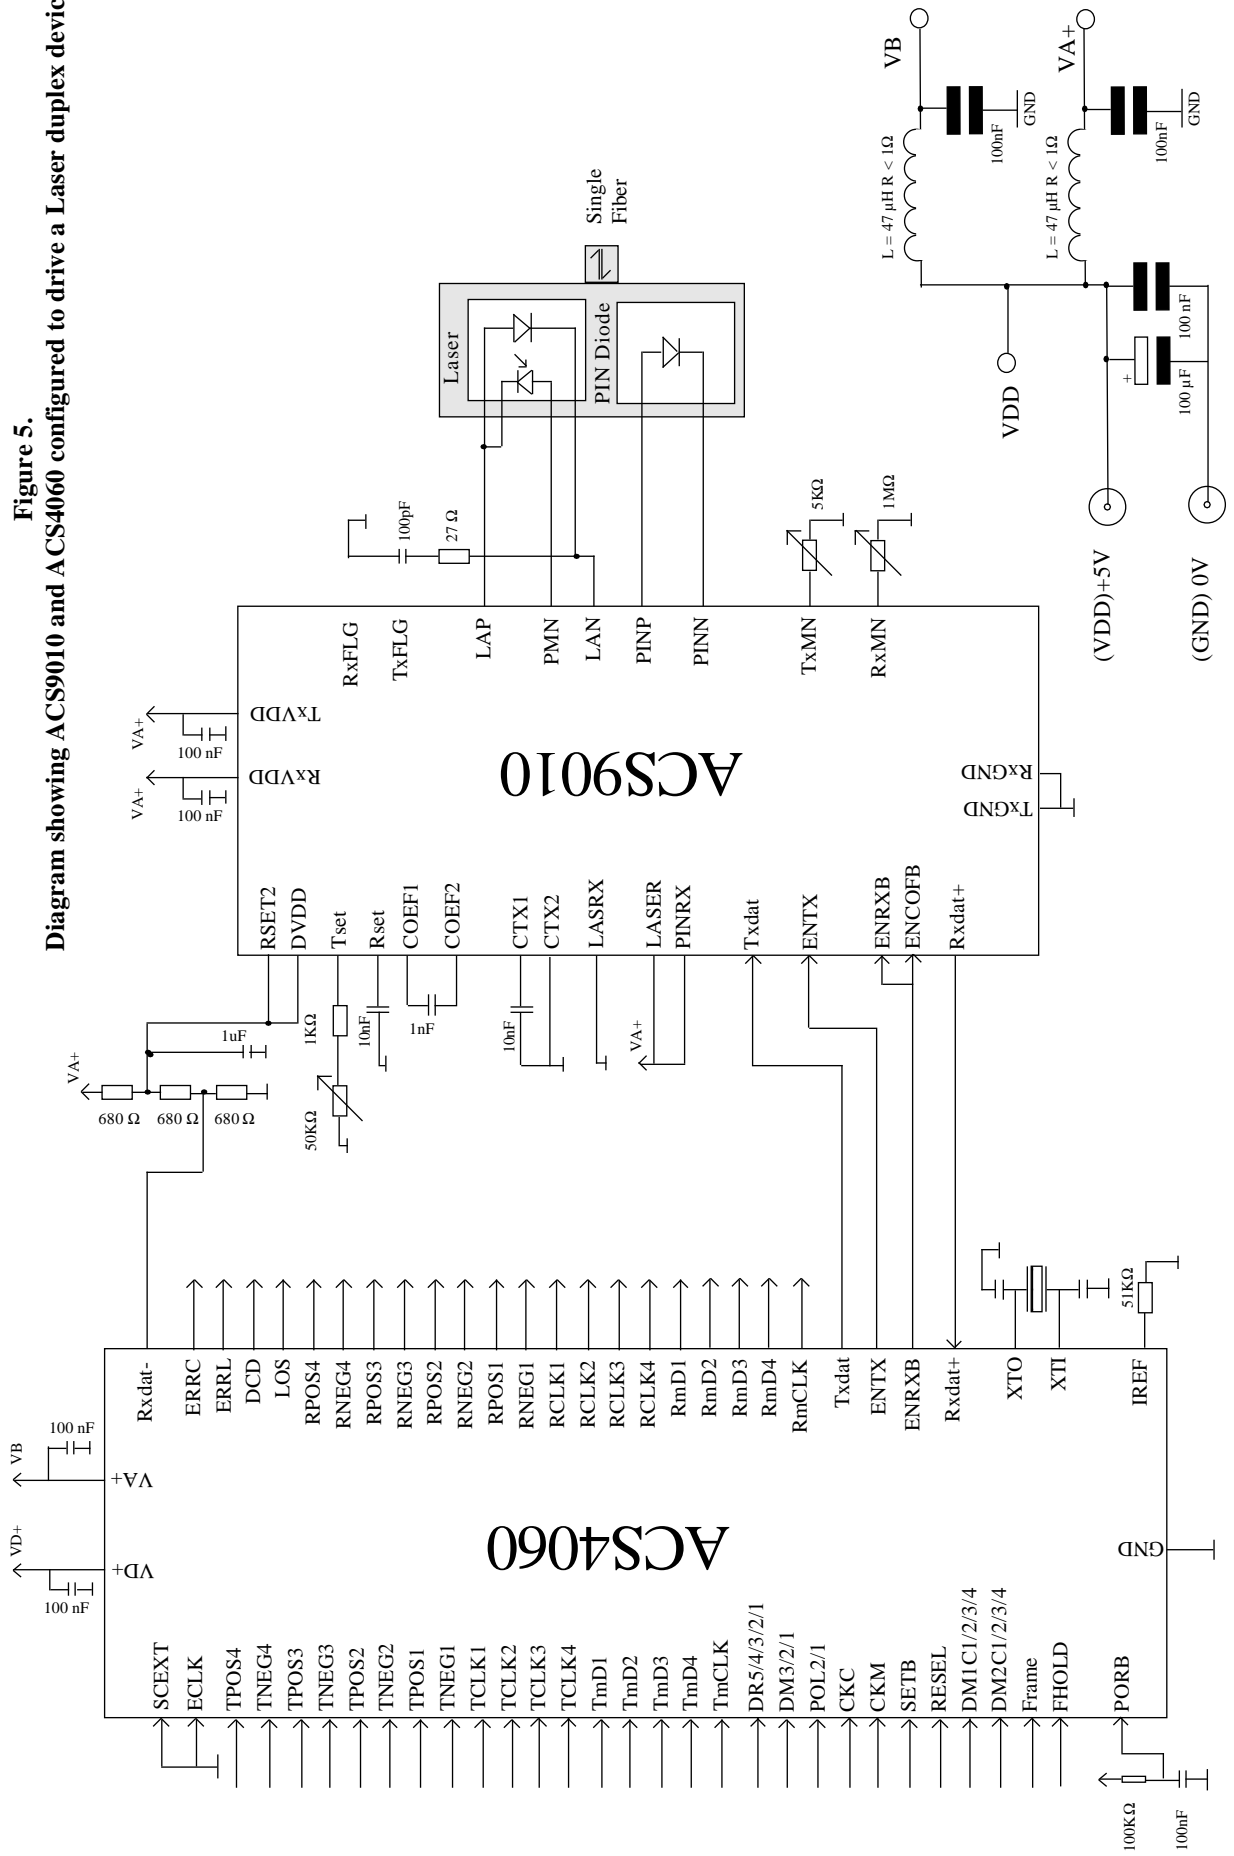 Figure 5.
Diagram showing ACS9010 and ACS4060 configured to drive a Laser duplex devic
ACS4060
VD+
VD+
100 nF
VB
VA+
100 nF
SCEXT
ECLK
TPOS4
TNEG4
TPOS3
TNEG3
TPOS2
TNEG2
TPOS1
TNEG1
TCLK1
TCLK2
TCLK3
TCLK4
TmD1
TmD2
TmD3
TmD4
TmCLK
DR5/4/3/2/1
DM3/2/1
POL2/1
CKC
CKM
SETB
RESEL
DM1C1/2/3/4
DM2C1/2/3/4
Frame
FHOLD
PORB
100KΩ
100nF
GND
Rxdat-
ERRC
ERRL
DCD
LOS
RPOS4
RNEG4
RPOS3
RNEG3
RPOS2
RNEG2
RPOS1
RNEG1
RCLK1
RCLK2
RCLK3
RCLK4
RmD1
RmD2
RmD3
RmD4
RmCLK
Txdat
ENTX
ENRXB
Rxdat+
XTO
XTI
IREF
51KΩ
VA+
680 Ω
680 Ω
680 Ω
1uF
50KΩ
1KΩ
10nF
1nF
10nF
VA+
ACS9010
RSET2
DVDD
Tset
Rset
COEF1
COEF2
CTX1
CTX2
LASRX
LASER
PINRX
Txdat
ENTX
ENRXB
ENCOFB
Rxdat+
VA+
100 nF
RxVDD
VA+
100 nF
TxVDD
TxGND
RxGND
RxFLG
TxFLG
LAP
PMN
LAN
PINP
PINN
TxMN
RxMN
100pF
27 Ω
5KΩ
1MΩ
Laser
PIN Diode
Single
Fiber
(VDD)+5V
(GND) 0V
VDD
+
100 µF
100 nF
L = 47 µH R < 1Ω
VB
100nF
GND
L = 47 µH R < 1Ω
VA+
100nF
GND